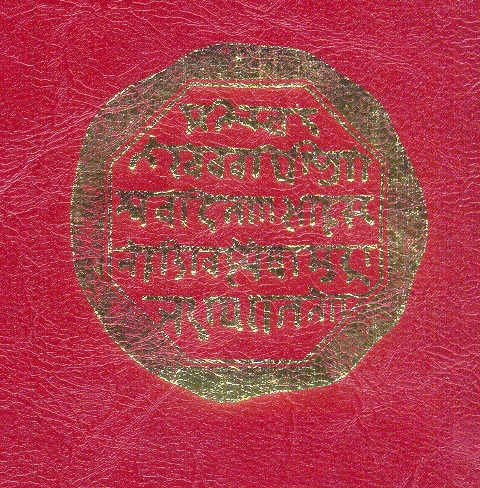 प्रतिपच्चंद्र
लेखेववर्धिष्णुर्वि
श्ववंदिता॥शाहसू
नोःशिवस्यैषामुद्रा
भद्रायराजते